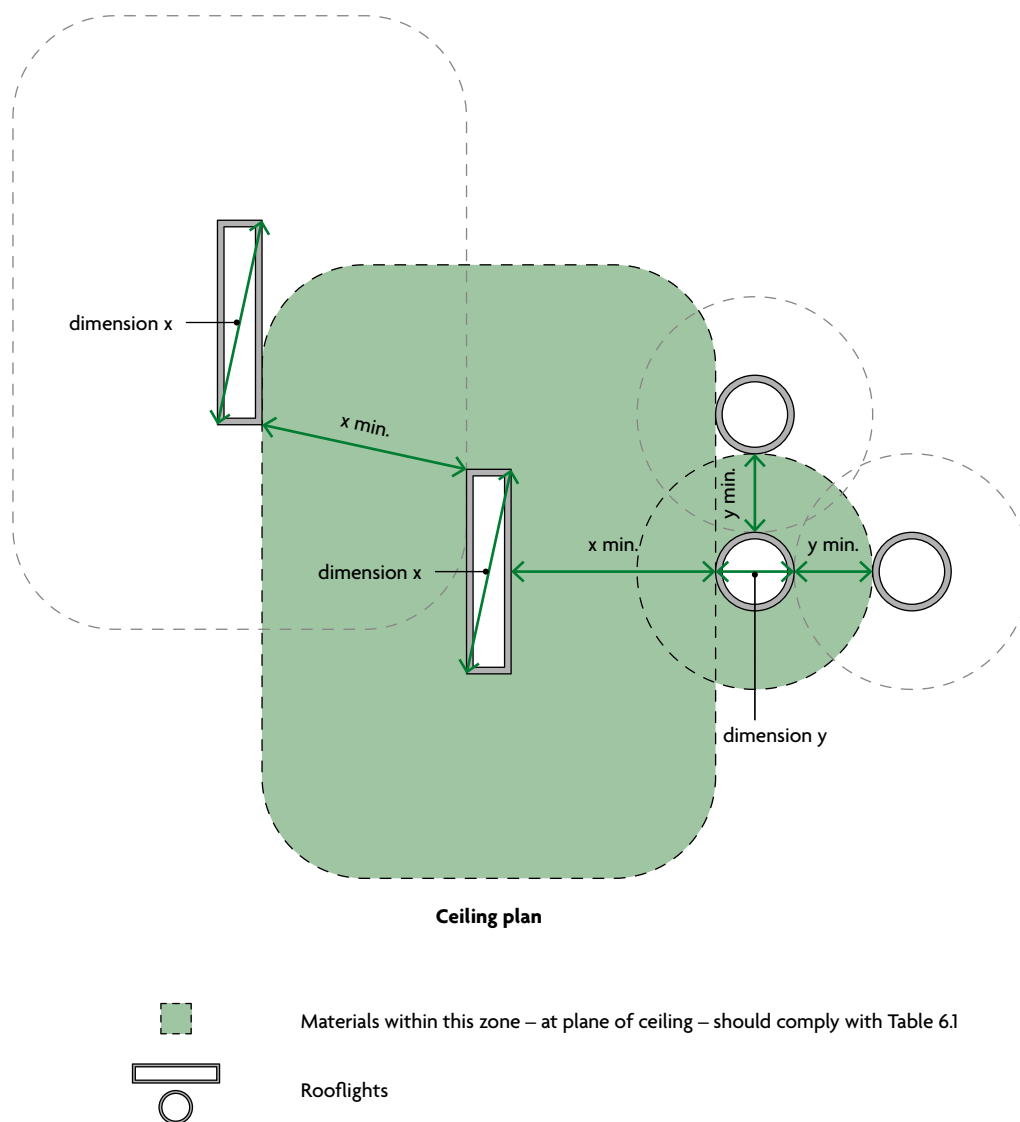 dimension x
x min.
y min.
x min.
y min.
dimension x
dimension y
Ceiling plan
Materials within this zone – at plane of ceiling – should comply with Table 6.1
Rooflights